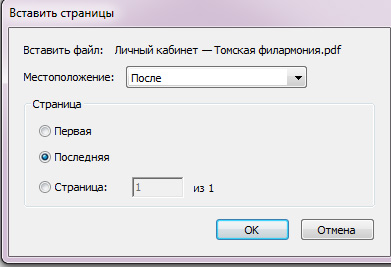 Вставить страницы
Вставить файл: Личный кабинет — Томская филармония.pdf
Местоположение: После
Страница
Первая
Последняя
Страница: 1 из 1
OK Отмена